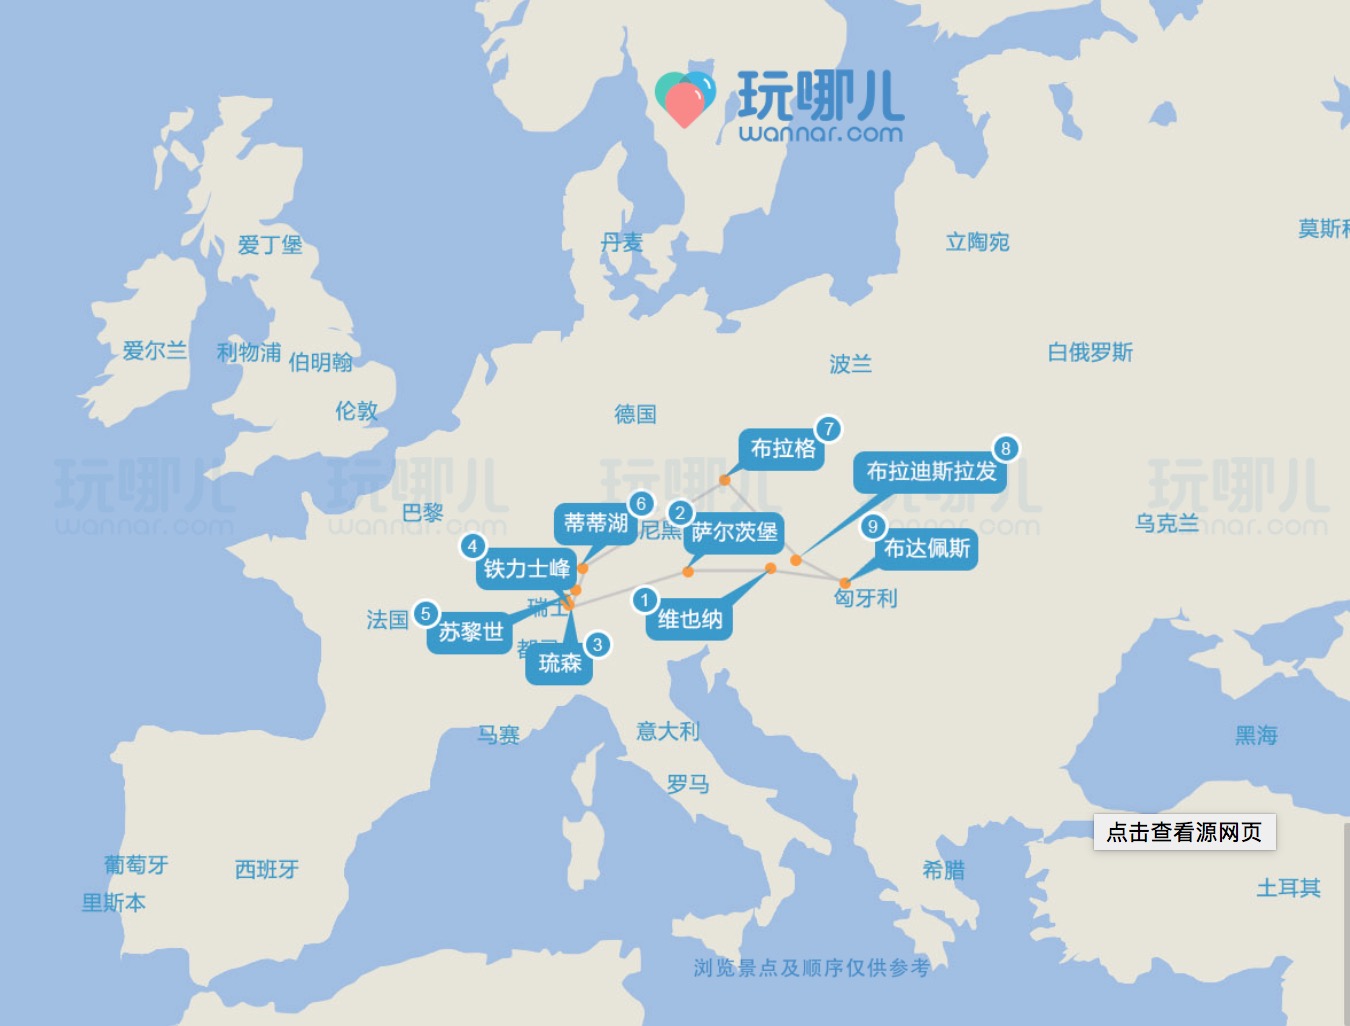 玩哪儿
wannar.com
爱丁堡
丹麦
立陶宛
莫斯
爱尔兰
利物浦
伯明翰
波兰
白俄罗斯
伦敦
德国
7
布拉格
8
布拉迪斯拉发
玩哪儿
wannar.com
玩哪儿
wannar.com
玩哪儿
wannar.com
玩哪儿
wannar.com
巴黎
6
蒂蒂湖
尼黑
2
萨尔茨堡
9
布达佩斯
乌克兰
4
铁力士峰
1
维也纳
匈牙利
瑞士
法国
5
苏黎世
都
3
琉森
马赛
意大利
罗马
黑海
点击查看源网页
葡萄牙
西班牙
里斯本
希腊
土耳其
浏览景点及顺序仅供参考